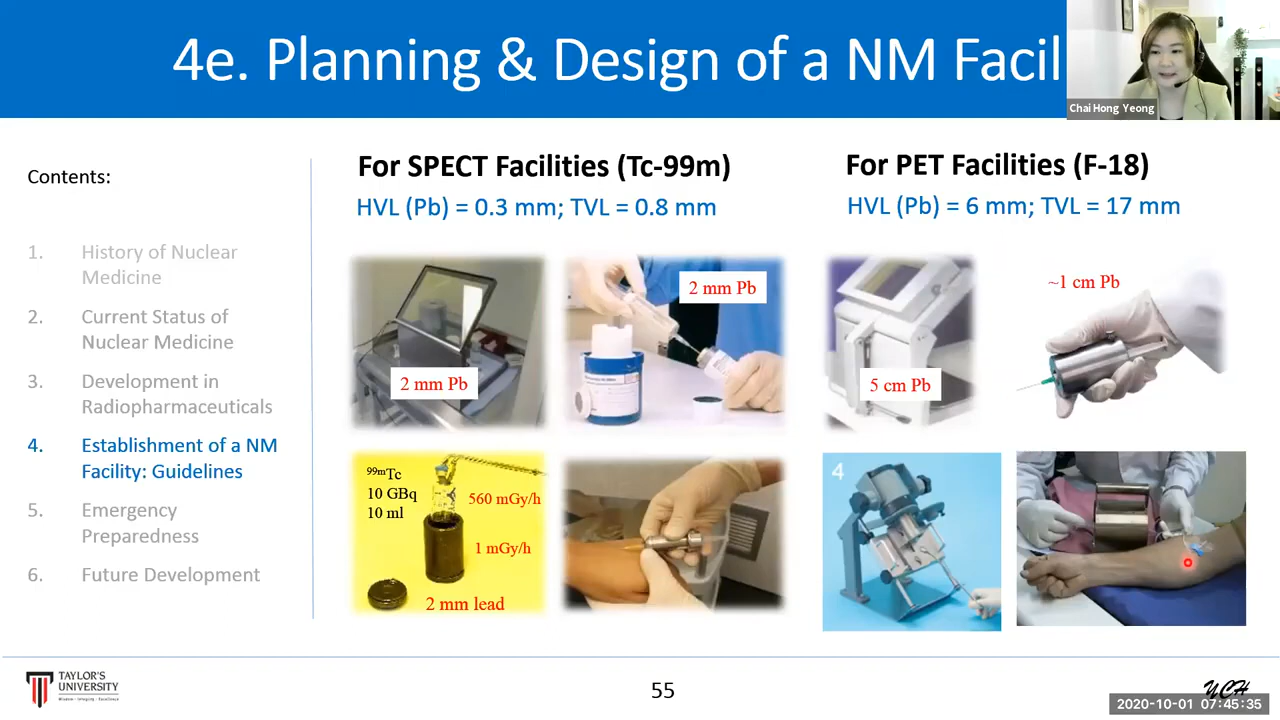 4e. Planning & Design of a NM Facil
Chai Hong Yeong
Contents:
1. History of Nuclear
Medicine
2. Current Status of
Nuclear Medicine
3. Development in
Radiopharmaceuticals
4. Establishment of a NM
Facility: Guidelines
5. Emergency
Preparedness
6. Future Development
For SPECT Facilities (Tc-99m)
HVL (Pb) = 0.3 mm; TVL = 0.8 mm
2 mm Pb
2 mm Pb
99mTc
10 GBq
10 ml
560 mGy/h
1 mGy/h
2 mm lead
For PET Facilities (F-18)
HVL (Pb) = 6 mm; TVL = 17 mm
5 cm Pb
~1 cm Pb
4
TAYLOR'S
UNIVERSITY
55
YCH
2020-10-01 07:45:35